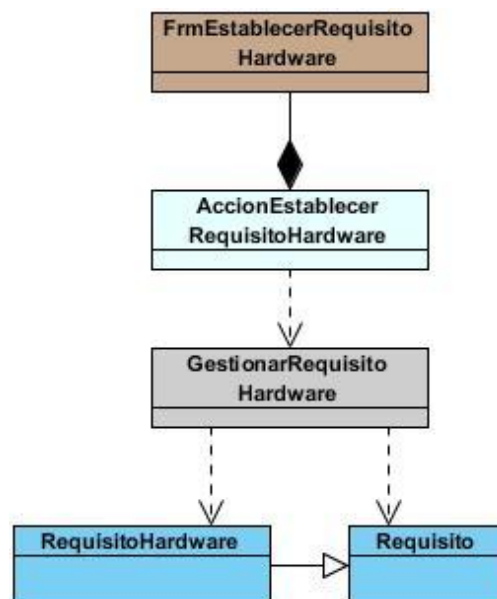 FrmEstablecerRequisito
Hardware
AccionEstablecer
RequisitoHardware
GestionarRequisito
Hardware
RequisitoHardware
Requisito